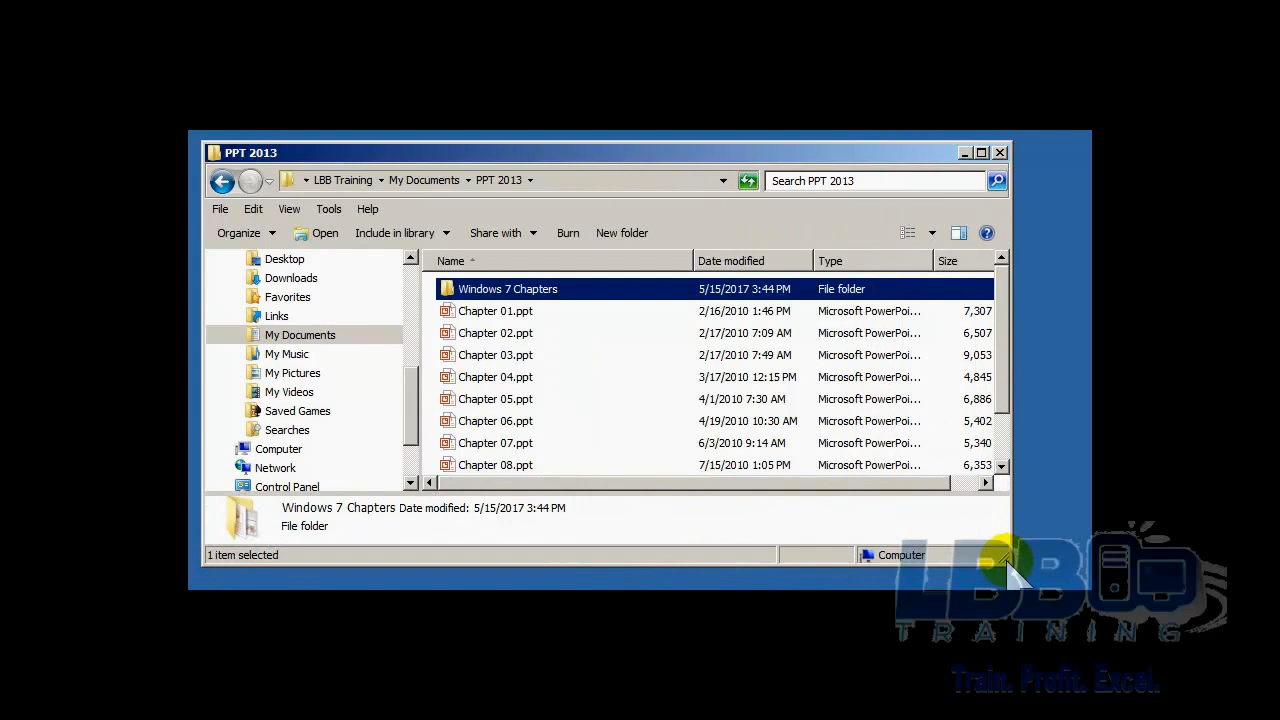 PPT 2013
LBB Training My Documents PPT 2013 Search PPT 2013
File Edit View Tools Help
Organize Open Include in library Share with Burn New folder
Name Date modified Type Size
Desktop
Downloads
Favorites
Links
My Documents
My Music
My Pictures
My Videos
Saved Games
Searches
Computer
Network
Control Panel
Windows 7 Chapters 5/15/2017 3:44 PM File folder
Chapter 01.ppt 2/16/2010 1:46 PM Microsoft PowerPoi... 7,307
Chapter 02.ppt 2/17/2010 7:09 AM Microsoft PowerPoi... 6,507
Chapter 03.ppt 2/17/2010 7:49 AM Microsoft PowerPoi... 9,053
Chapter 04.ppt 3/17/2010 12:15 PM Microsoft PowerPoi... 4,845
Chapter 05.ppt 4/1/2010 7:30 AM Microsoft PowerPoi... 6,886
Chapter 06.ppt 4/19/2010 10:30 AM Microsoft PowerPoi... 5,402
Chapter 07.ppt 6/3/2010 9:14 AM Microsoft PowerPoi... 5,340
Chapter 08.ppt 7/15/2010 1:05 PM Microsoft PowerPoi... 6,353
Windows 7 Chapters Date modified: 5/15/2017 3:44 PM
File folder
1 item selected Computer
LBB
TRAINING
Train. Profit. Excel.